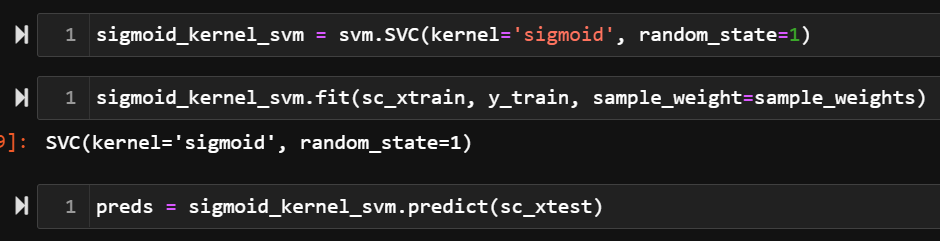 1 sigmoid_kernel_svm = svm.SVC(kernel='sigmoid', random_state=1)
1 sigmoid_kernel_svm.fit(sc_xtrain, y_train, sample_weight=sample_weights)
9]: SVC(kernel='sigmoid', random_state=1)
1 preds = sigmoid_kernel_svm.predict(sc_xtest)